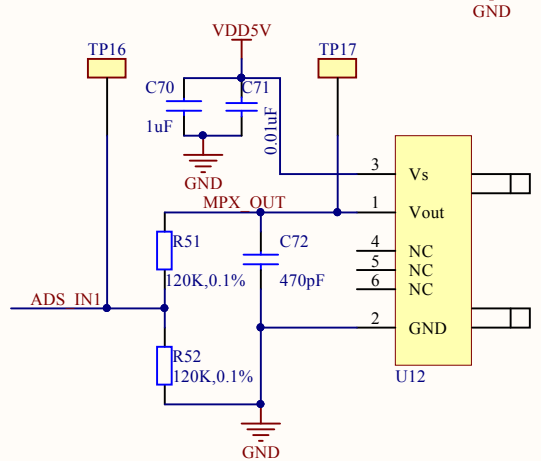 GND
VDD5V
TP16
TP17
C70
C71
1uF
0.01uF
GND
3
Vs
MPX_OUT
1
Vout
R51
C72
4
NC
5
NC
120K,0.1%
470pF
6
NC
ADS_IN1
2
GND
R52
120K,0.1%
U12
GND